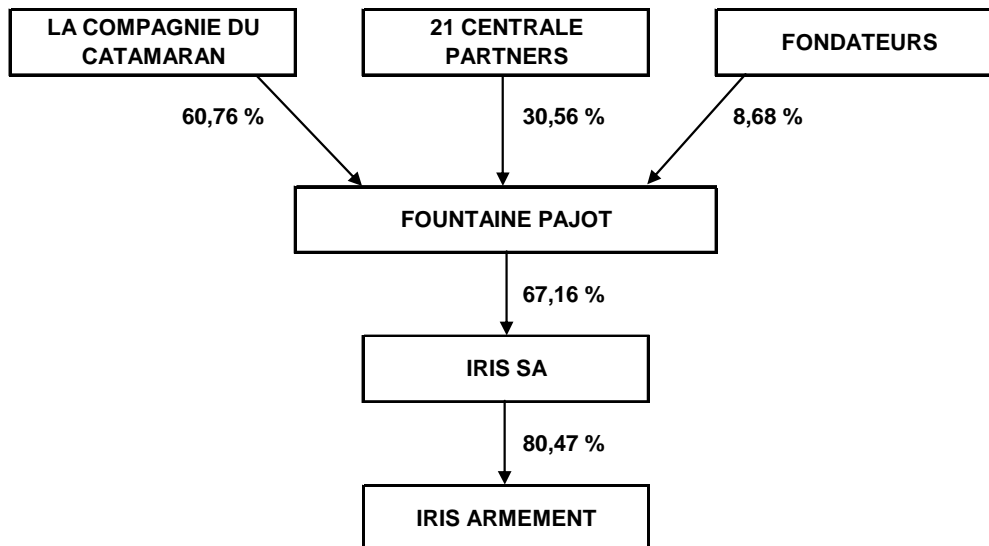 LA COMPAGNIE DU
CATAMARAN
21 CENTRALE
PARTNERS
FONDATEURS
60,76 %
30,56 %
8,68 %
FOUNTAINE PAJOT
67,16 %
IRIS SA
80,47 %
IRIS ARMEMENT